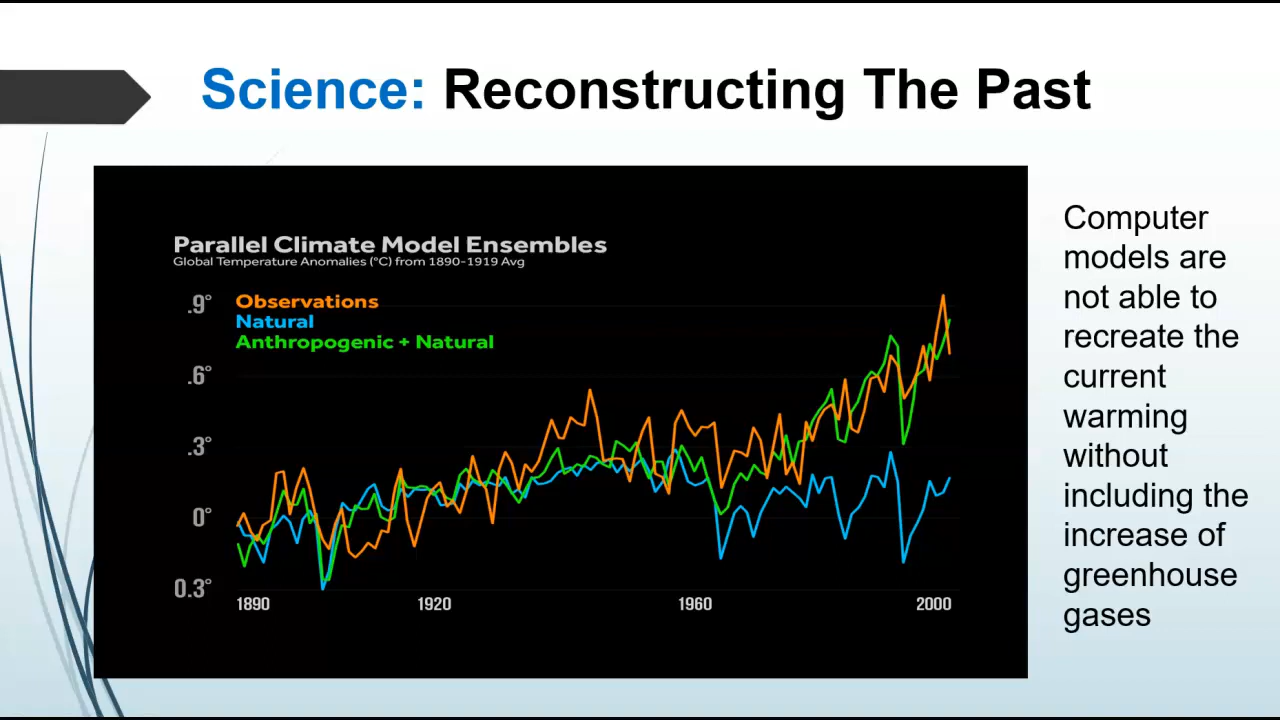 Science: Reconstructing The Past
Parallel Climate Model Ensembles
Global Temperature Anomalies (°C) from 1890-1919 Avg
.9°
Observations
Natural
Anthropogenic + Natural
.6°
.3°
0°
0.3°
1890 1920 1960 2000
Computer
models are
not able to
recreate the
current
warming
without
including the
increase of
greenhouse
gases